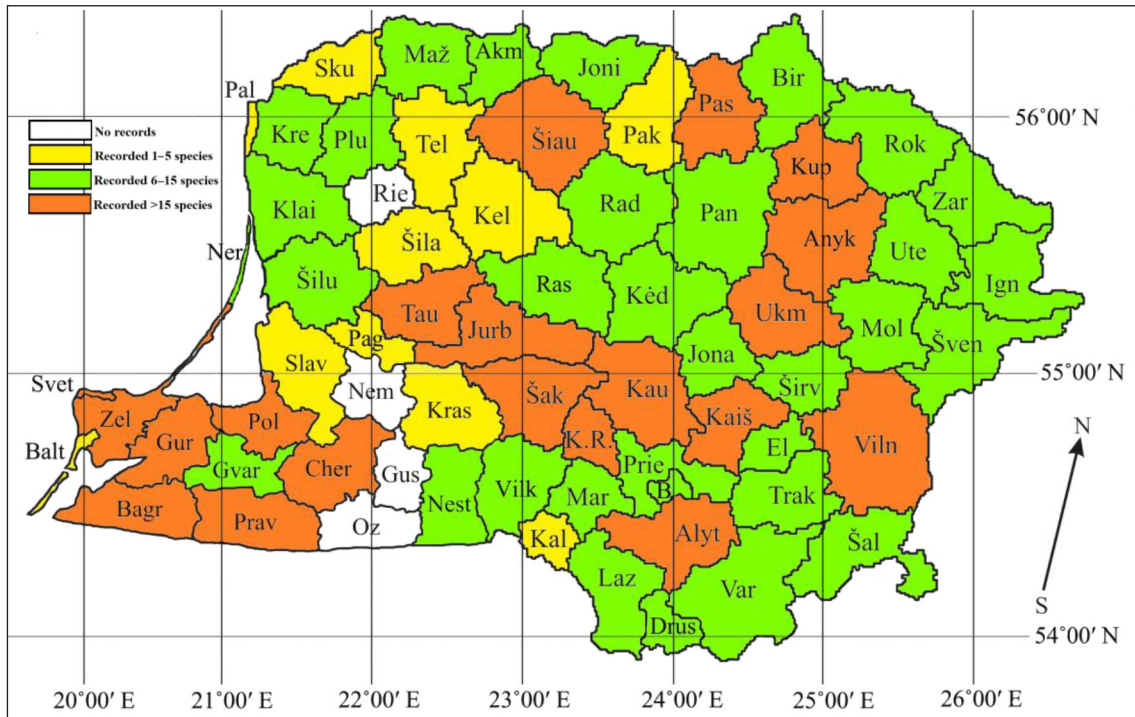 Sku
Maž
Akm
Joni
Bir
Pal
Pas
56°00′ N
No records
Recorded 1–5 species
Recorded 6–15 species
Recorded >15 species
Kre
Plu
Tel
Šiau
Pak
Rok
Kup
Rie
Klai
Kel
Rad
Pan
Zar
Anyk
Ute
Šila
Ner
Šilu
Ras
Kėd
Ign
Tau
Jurb
Ukm
Mol
Šven
Pag
Slav
Jona
55°00′ N
Širv
Svet
Nem
Kras
Šak
Kau
Kaiš
Zel
Pol
Gur
K.R.
Viln
N
Balt
Gvar
Cher
Gus
Prie
El
B
Nest
Vilk
Mar
Trak
Bagr
Prav
Oz
Kal
Alyt
Šal
Laz
Var
S
Drus
54°00′ N
20°00′ E
21°00′ E
22°00′ E
23°00′ E
24°00′ E
25°00′ E
26°00′ E